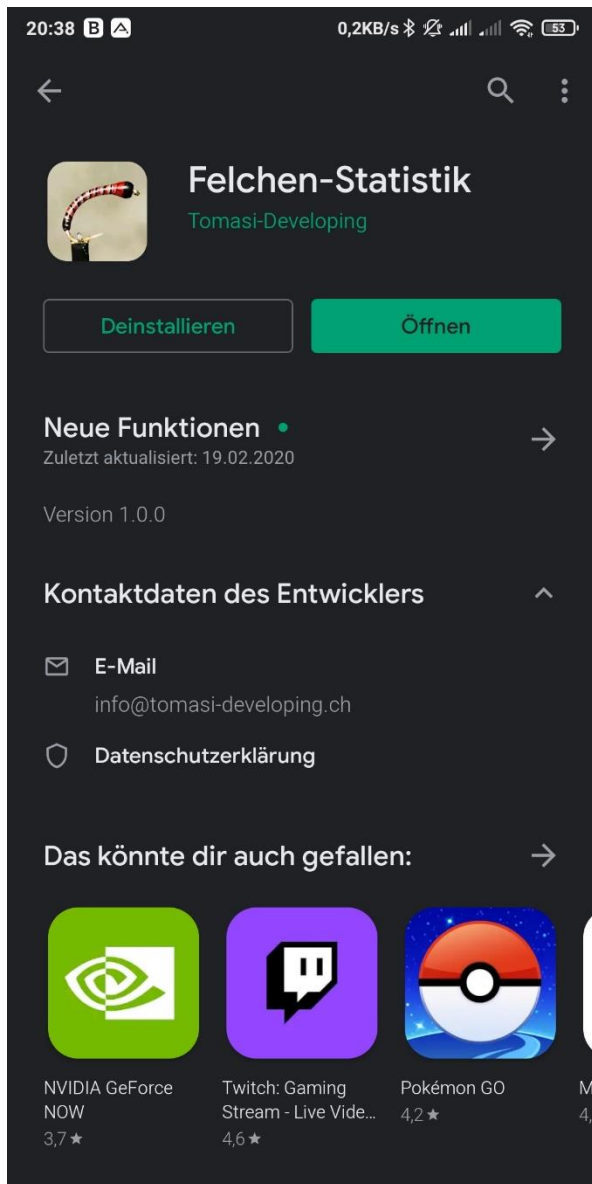 20:38 B A 0,2KB/s 53
Felchen-Statistik
Tomasi-Developing
Deinstallieren Öffnen
Neue Funktionen
Zuletzt aktualisiert: 19.02.2020
Version 1.0.0
Kontaktdaten des Entwicklers
E-Mail
info@tomasi-developing.ch
Datenschutzerklärung
Das könnte dir auch gefallen:
NVIDIA GeForce
NOW
3,7 ★
Twitch: Gaming
Stream - Live Vide...
4,6 ★
Pokémon GO
4,2 ★
M
4,